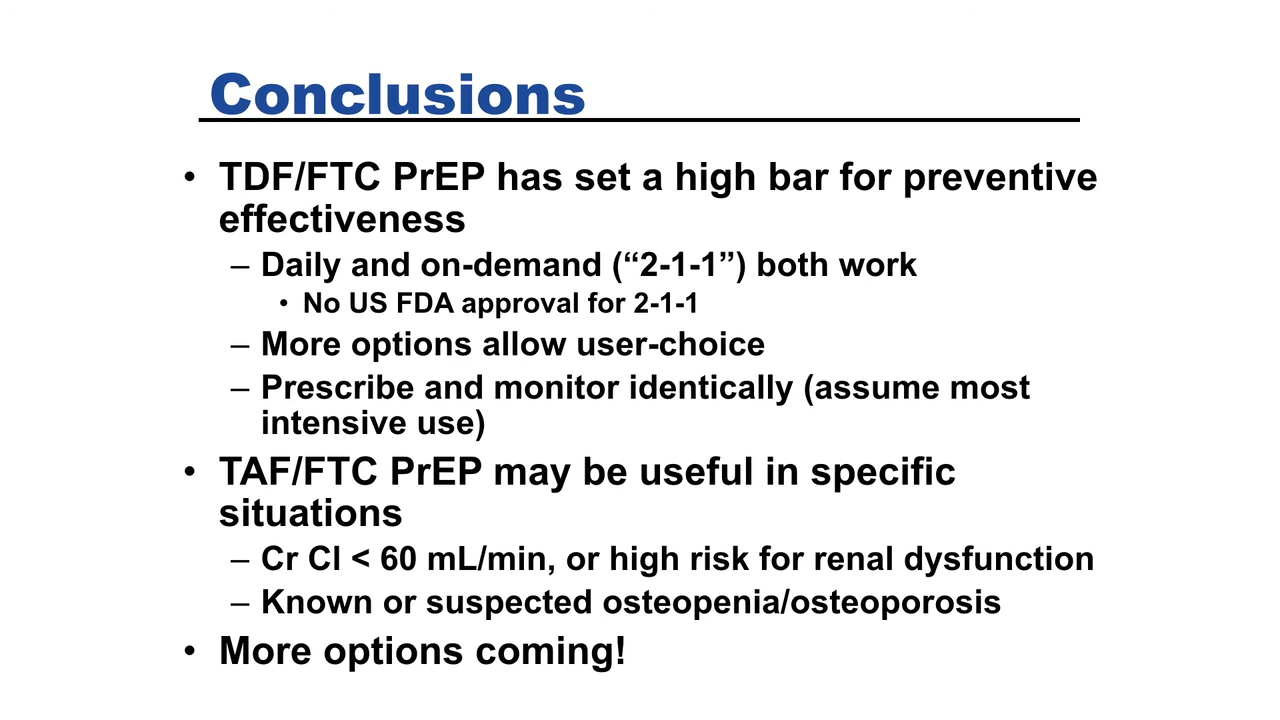 Conclusions
• TDF/FTC PrEP has set a high bar for preventive
effectiveness
– Daily and on-demand (“2-1-1”) both work
• No US FDA approval for 2-1-1
– More options allow user-choice
– Prescribe and monitor identically (assume most
intensive use)
• TAF/FTC PrEP may be useful in specific
situations
– Cr Cl < 60 mL/min, or high risk for renal dysfunction
– Known or suspected osteopenia/osteoporosis
• More options coming!